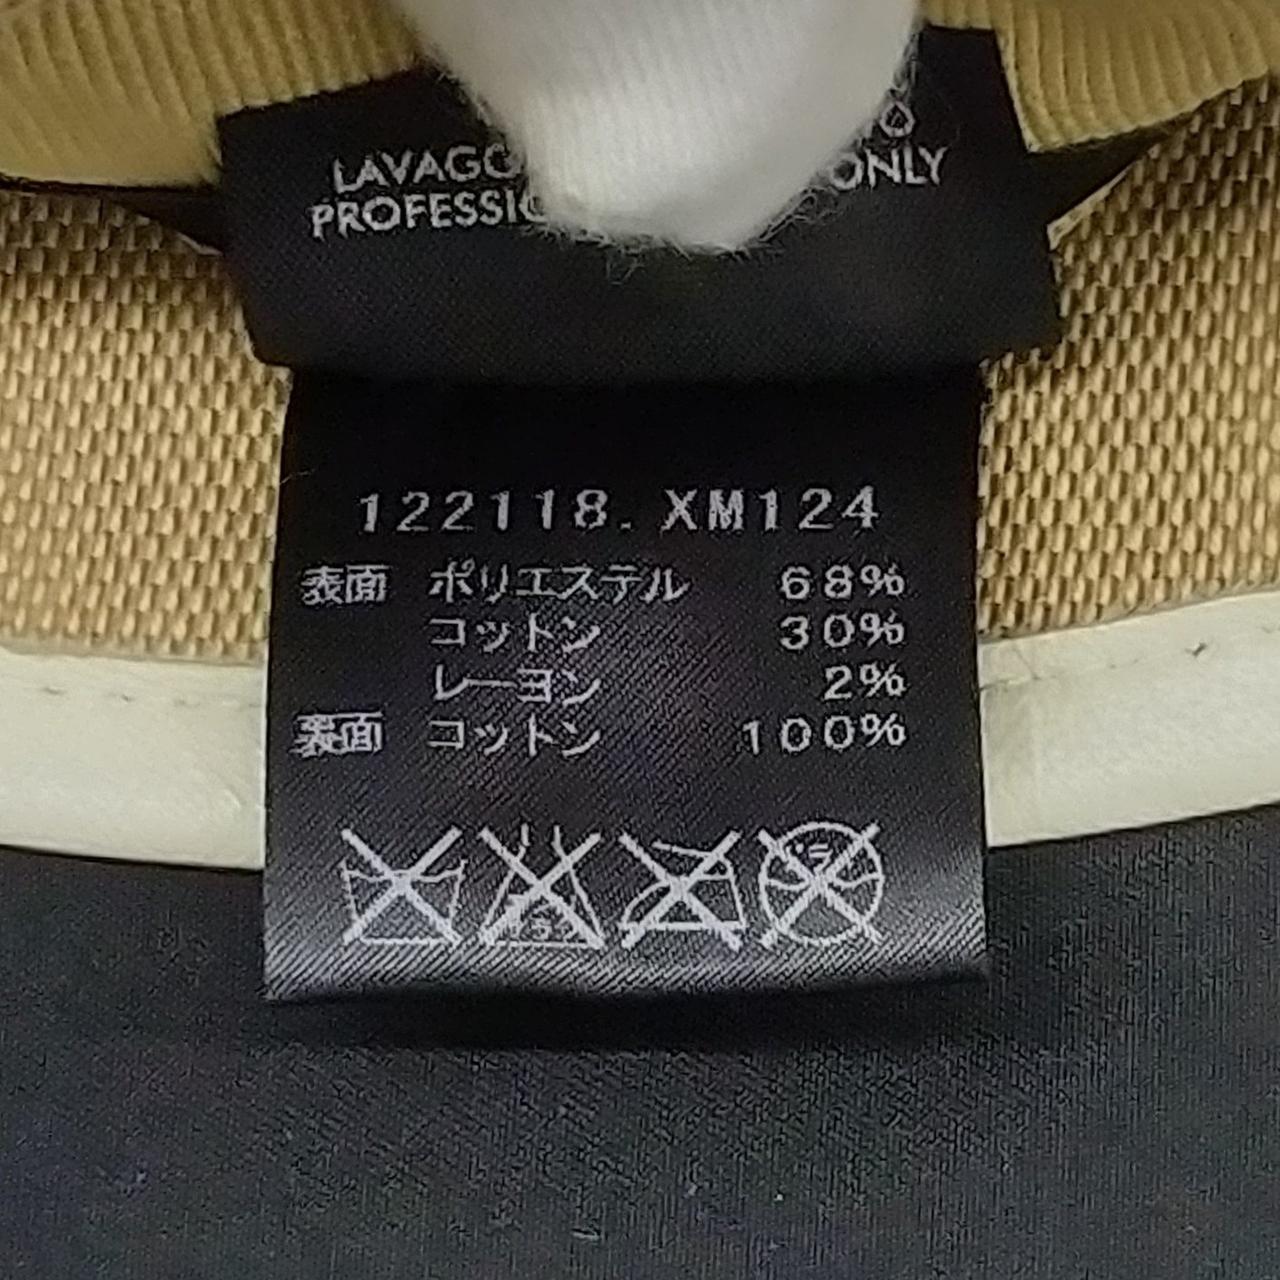 LAVAGO
ONLY
PROFESSIO
122118. XM124
表面 ポリエステル 68%
コットン 30%
レーヨン 2%
表面 コットン 100%